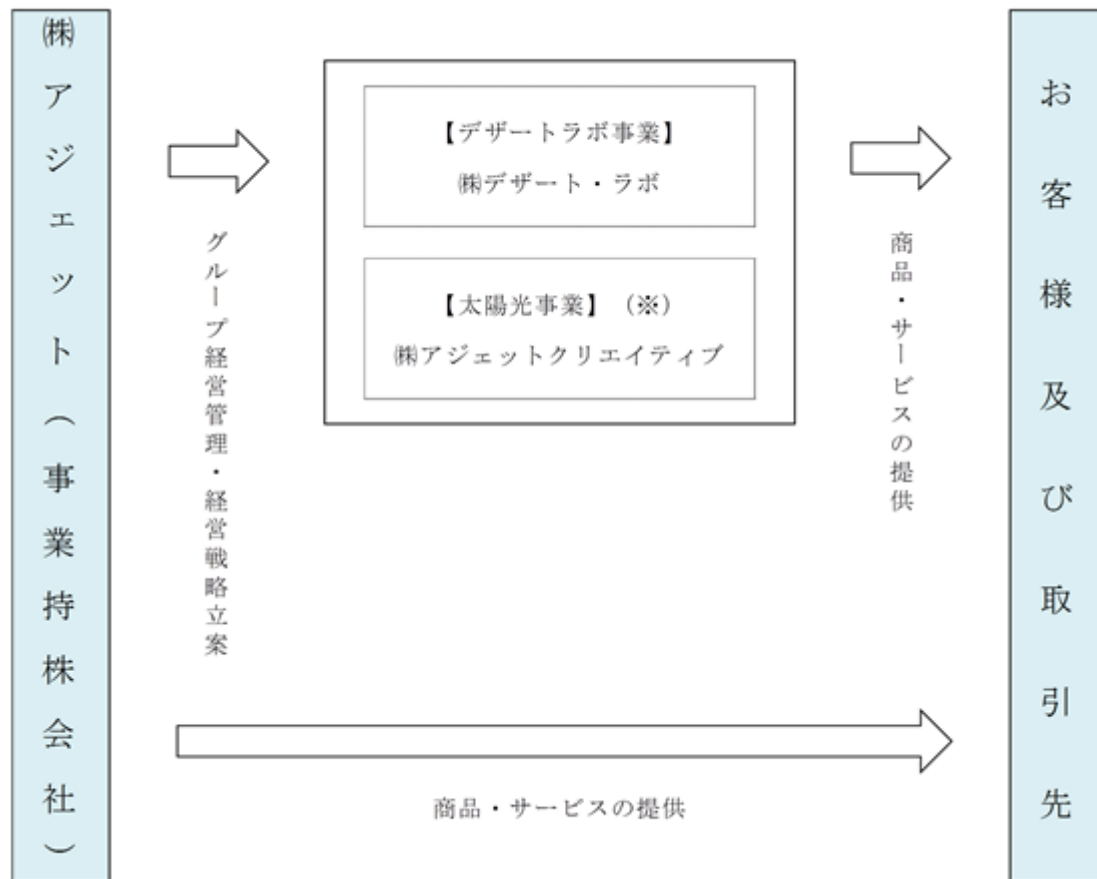 ㈱アジェット（事業持株会社）
グループ経営管理・経営戦略立案
【デザートラボ事業】
㈱デザート・ラボ
【太陽光事業】（※）
㈱アジェットクリエイティブ
商品・サービスの提供
お客様及び取引先
商品・サービスの提供